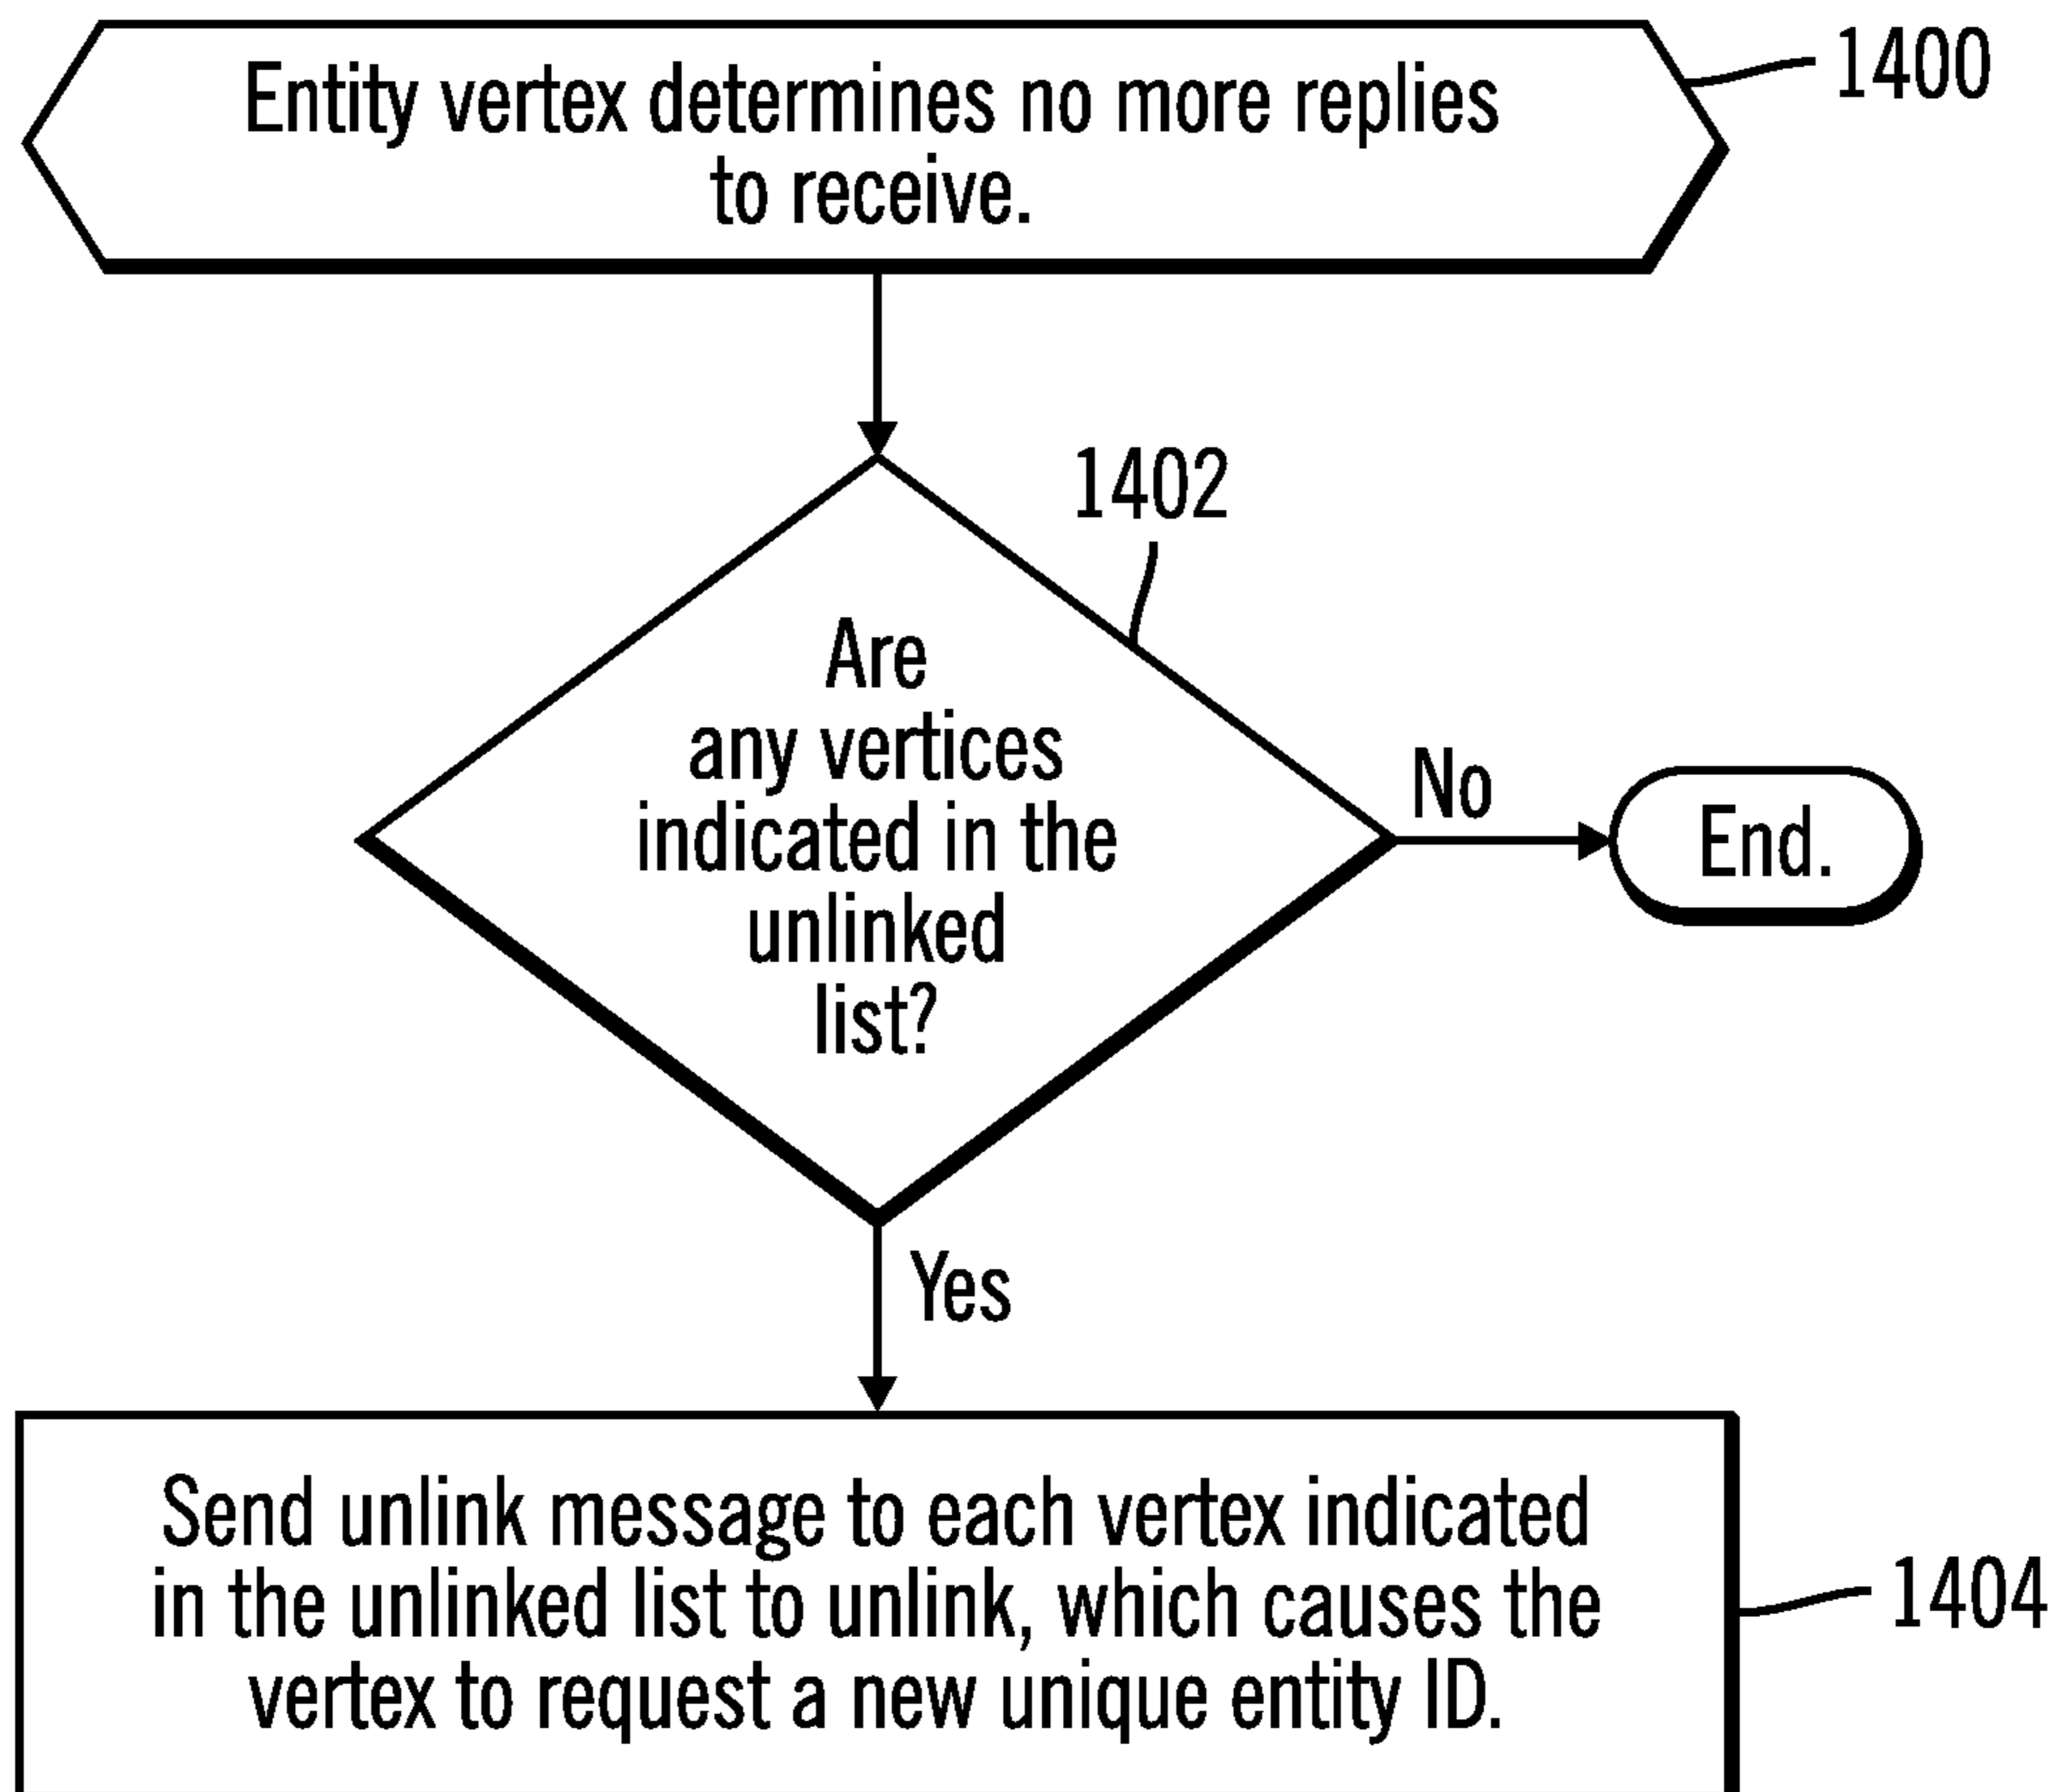 Entity vertex determines no more replies
to receive.
1400
1402
Are
any vertices
indicated in the
unlinked
list?
No
End.
Yes
Send unlink message to each vertex indicated
in the unlinked list to unlink, which causes the
vertex to request a new unique entity ID.
1404